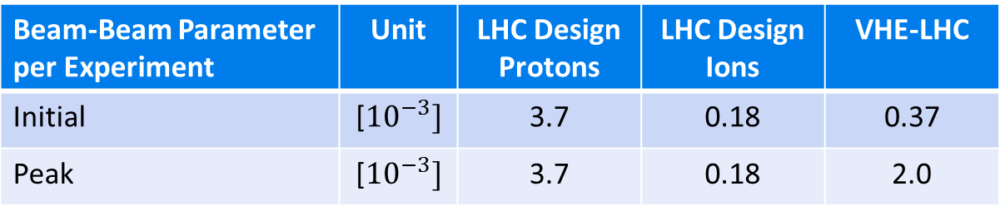 Beam-Beam Parameter per Experiment Unit LHC Design Protons LHC Design Ions VHE-LHC
Initial [10⁻³] 3.7 0.18 0.37
Peak [10⁻³] 3.7 0.18 2.0